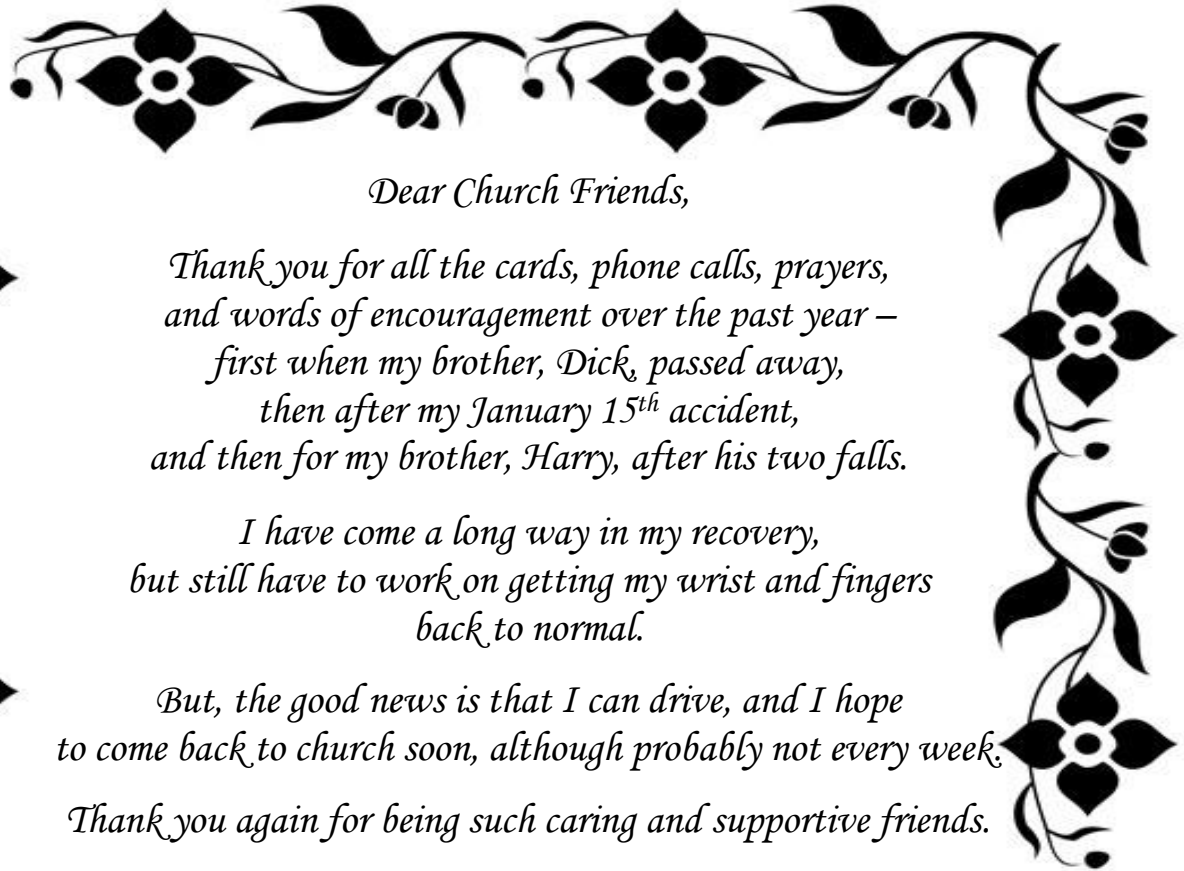 Dear Church Friends,
Thank you for all the cards, phone calls, prayers,
and words of encouragement over the past year –
first when my brother, Dick, passed away,
then after my January 15th accident,
and then for my brother, Harry, after his two falls.
I have come a long way in my recovery,
but still have to work on getting my wrist and fingers
back to normal.
But, the good news is that I can drive, and I hope
to come back to church soon, although probably not every week.
Thank you again for being such caring and supportive friends.